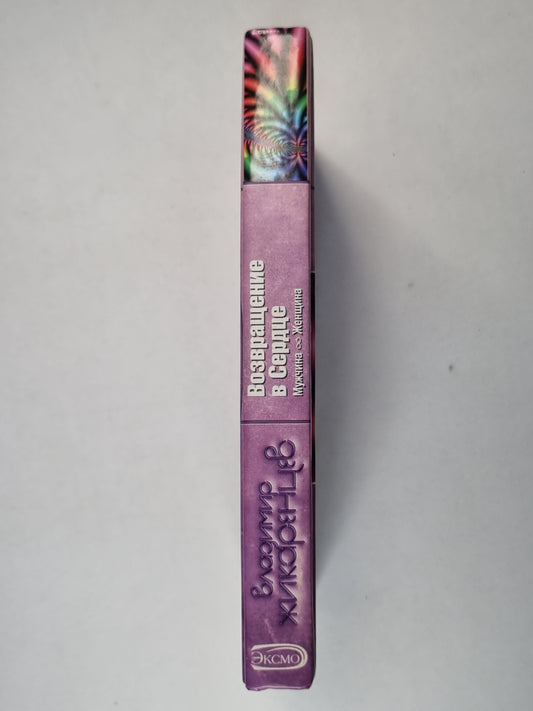 владимир
жикаренцев
Возвращение
в Сердце
Мужчина ∞ Женщина
ЭКСМО